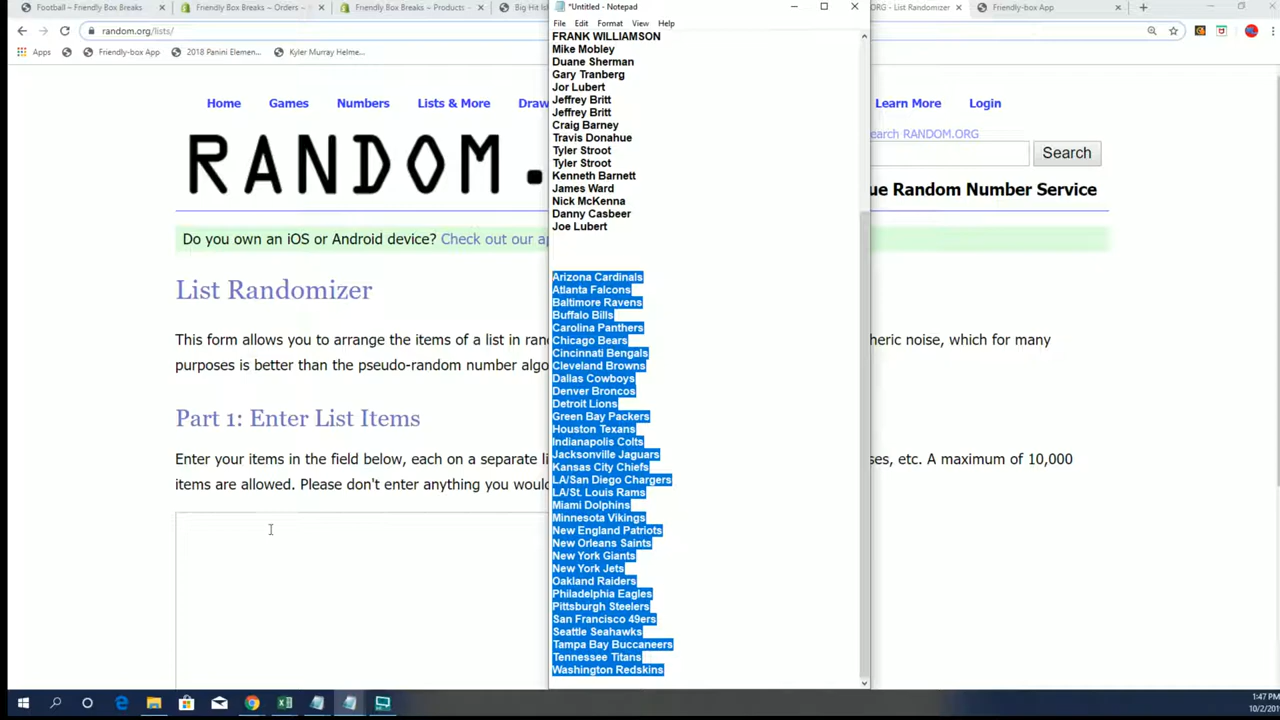 Football – Friendly Box Breaks
Friendly Box Breaks ~ Orders ~
Friendly Box Breaks ~ Products ~
Big Hit
ORG - List Randomizer
Friendly-box App
random.org/lists/
Apps
Friendly-box App
2018 Panini Elemen...
Kyler Murray Helme...
*Untitled - Notepad
File Edit Format View Help
FRANK WILLIAMSON
Mike Mobley
Duane Sherman
Gary Tranberg
Jor Lubert
Jeffrey Britt
Jeffrey Britt
Craig Barney
Travis Donahue
Tyler Stroot
Tyler Stroot
Kenneth Barnett
James Ward
Nick McKenna
Danny Casbeer
Joe Lubert
Arizona Cardinals
Atlanta Falcons
Baltimore Ravens
Buffalo Bills
Carolina Panthers
Chicago Bears
Cincinnati Bengals
Cleveland Browns
Dallas Cowboys
Denver Broncos
Detroit Lions
Green Bay Packers
Houston Texans
Indianapolis Colts
Jacksonville Jaguars
Kansas City Chiefs
LA/San Diego Chargers
LA/St. Louis Rams
Miami Dolphins
Minnesota Vikings
New England Patriots
New Orleans Saints
New York Giants
New York Jets
Oakland Raiders
Philadelphia Eagles
Pittsburgh Steelers
San Francisco 49ers
Seattle Seahawks
Tampa Bay Buccaneers
Tennessee Titans
Washington Redskins
Home Games Numbers Lists & More Draw
Learn More Login
RANDOM.
earch RANDOM.ORG
Search
ue Random Number Service
Do you own an iOS or Android device? Check out our ap
List Randomizer
This form allows you to arrange the items of a list in ran
heric noise, which for many
purposes is better than the pseudo-random number algo
Part 1: Enter List Items
Enter your items in the field below, each on a separate li
ses, etc. A maximum of 10,000
items are allowed. Please don't enter anything you woul
1:47 PM
10/2/201